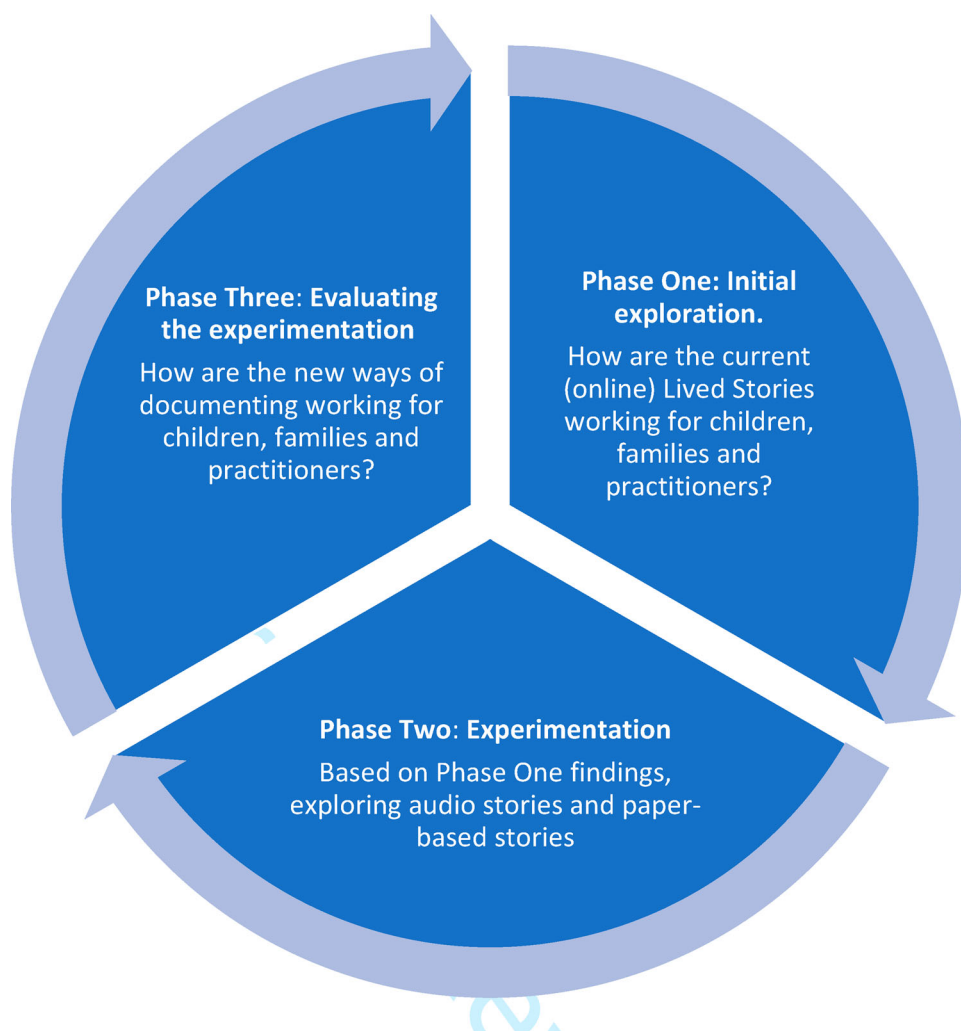 Phase Three: Evaluating
the experimentation
How are the new ways of
documenting working for
children, families and
practitioners?
Phase One: Initial
exploration.
How are the current
(online) Lived Stories
working for children,
families and
practitioners?
Phase Two: Experimentation
Based on Phase One findings,
exploring audio stories and paper-
based stories